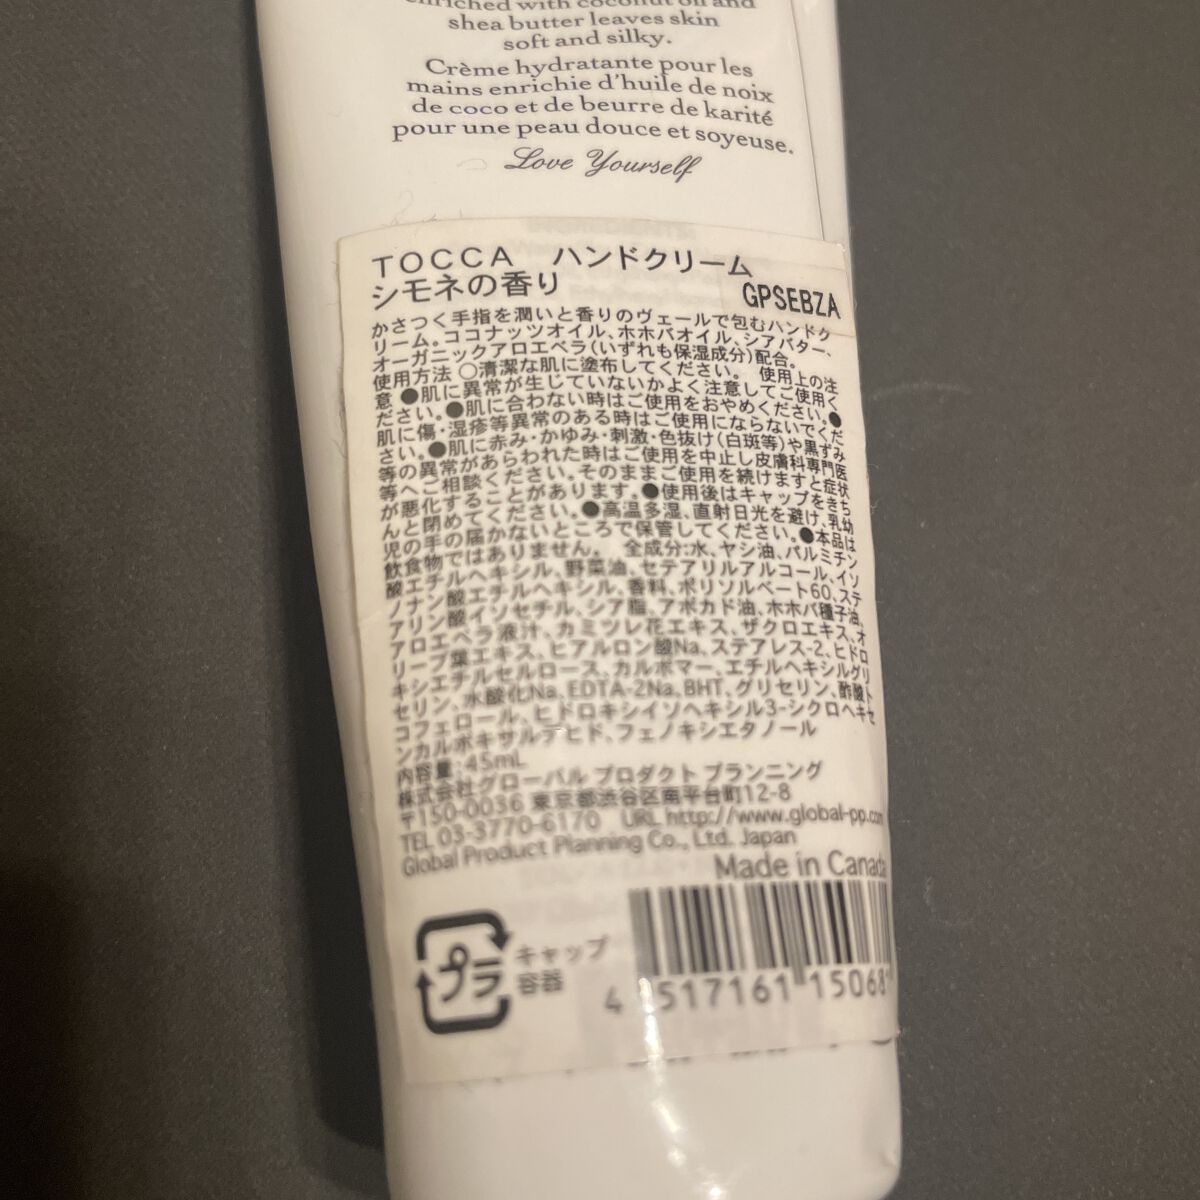 enriched with coconut oil and
shea butter leaves skin
soft and silky.
Crème hydratante pour les
mains enrichie d'huile de noix
de coco et de beurre de karité
pour une peau douce et soyeuse.
Love Yourself
TOCCA ハンドクリーム
シモネの香り
GPSEBZA
かさつく手指を潤いと香りのヴェールで包むハンドク
リーム。ココナッツオイル、ホホバオイル、シアバター、
オーガニックアロエベラ(いずれも保湿成分)配合。
使用方法 ○清潔な肌に塗布してください。 使用上の注
意 ●肌に異常が生じていないかよく注意してご使用く
ださい。●肌に合わない時はご使用をおやめください。●
肌に傷・湿疹等異常のある時はご使用にならないでくだ
さい。●肌に赤み・かゆみ・刺激・色抜け(白斑等)や黒ずみ
等の異常があらわれた時はご使用を中止し皮膚科専門医
等へご相談ください。そのままご使用を続けますと症状
が悪化することがあります。●使用後はキャップをきち
んと閉めてください。●高温多湿、直射日光を避け、乳幼
児の手の届かないところで保管してください。●本品は
飲食物ではありません。 全成分:水、ヤシ油、パルミチン
酸エチルヘキシル、野菜油、セテアリルアルコール、イソ
ノナン酸エチルヘキシル、香料、ポリソルベート60、ステ
アリン酸イソセチル、シア脂、アボカド油、ホホバ種子油、
アロエベラ液汁、カミツレ花エキス、ザクロエキス、オ
リーブ葉エキス、ヒアルロン酸Na、ステアレス-2、ヒドロ
キシエチルセルロース、カルボマー、エチルヘキシルグリ
セリン、水酸化Na、EDTA-2Na、BHT、グリセリン、酢酸ト
コフェロール、ヒドロキシイソヘキシル3-シクロヘキセ
ンカルボキサルデヒド、フェノキシエタノール
内容量:45mL
株式会社グローバル プロダクト プランニング
〒150-0036 東京都渋谷区南平台町12-8
TEL 03-3770-6170 URL http://www.global-pp.com
Global Product Planning Co., Ltd. Japan
Made in Canada
プラ
キャップ
容器
4 517161 15068